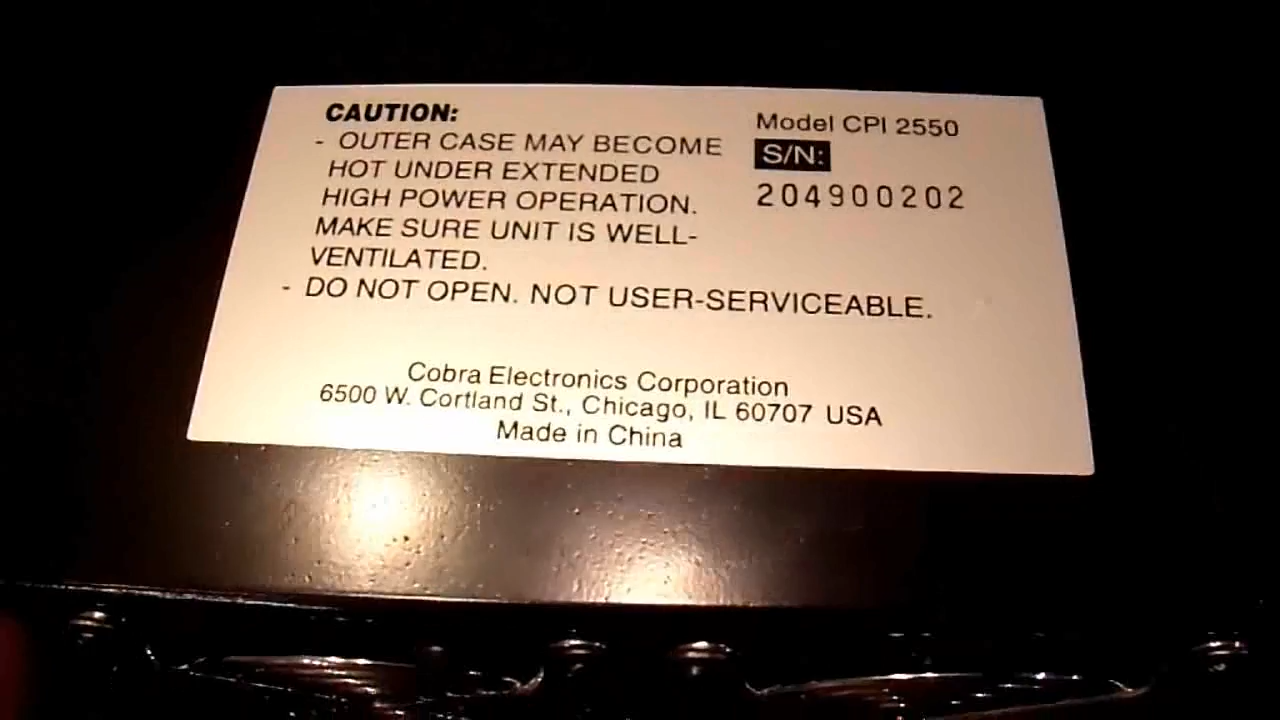 CAUTION:
- OUTER CASE MAY BECOME
HOT UNDER EXTENDED
HIGH POWER OPERATION.
MAKE SURE UNIT IS WELL-
VENTILATED.
- DO NOT OPEN. NOT USER-SERVICEABLE.
Model CPI 2550
S/N:
204900202
Cobra Electronics Corporation
6500 W. Cortland St., Chicago, IL 60707 USA
Made in China